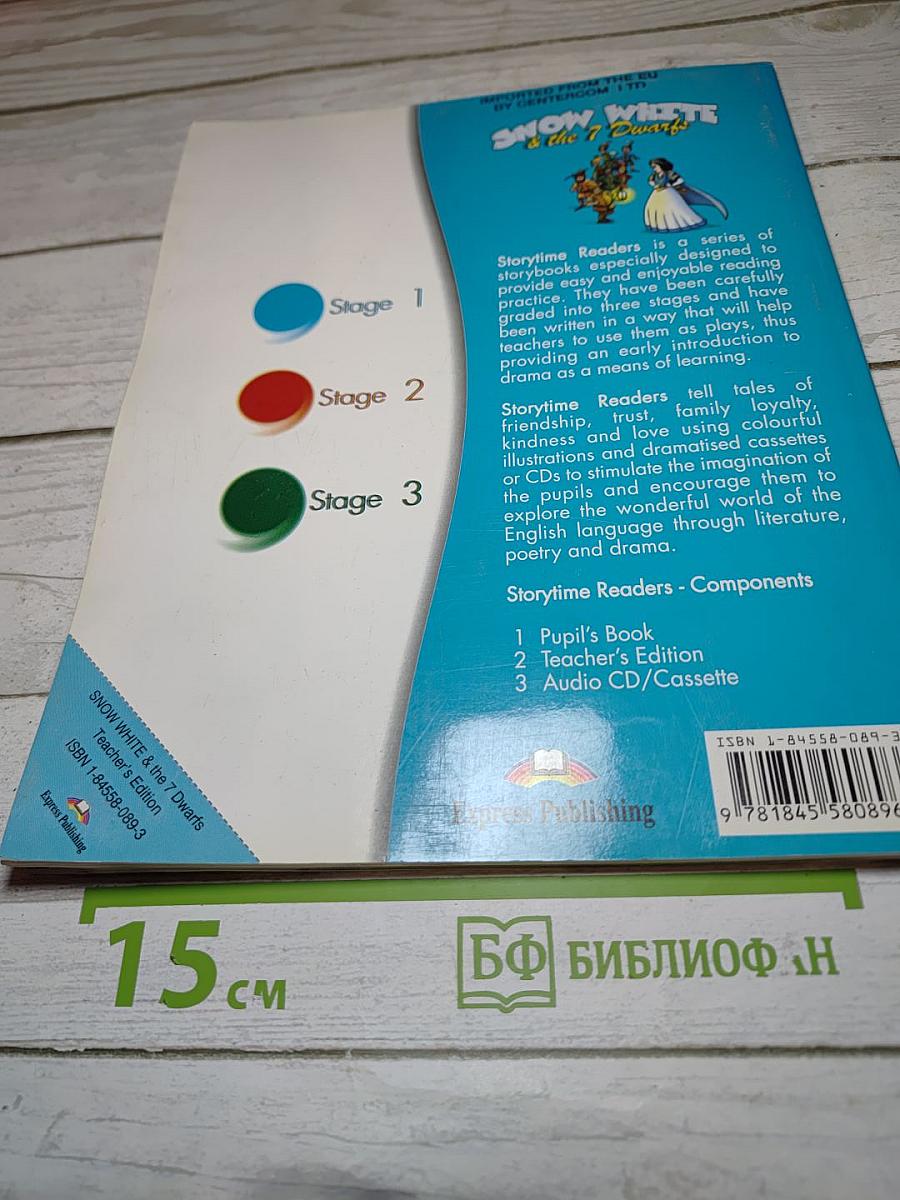 IMPORTED FROM THE EU
BY CENTERCOM LTD
SNOW WHITE
& the 7 Dwarfs
Storytime Readers is a series of
storybooks especially designed to
provide easy and enjoyable reading
practice. They have been carefully
graded into three stages and have
been written in a way that will help
teachers to use them as plays, thus
providing an early introduction to
drama as a means of learning.
Storytime Readers tell tales of
friendship, trust, family loyalty,
kindness and love using colourful
illustrations and dramatised cassettes
or CDs to stimulate the imagination of
the pupils and encourage them to
explore the wonderful world of the
English language through literature,
poetry and drama.
Storytime Readers - Components
1 Pupil's Book
2 Teacher's Edition
3 Audio CD/Cassette
Stage 1
Stage 2
Stage 3
SNOW WHITE & the 7 Dwarfs
Teacher's Edition
ISBN 1-84558-089-3
Express Publishing
Express Publishing
ISBN 1-84558-089-3
9 781845 580896
15 см
БФ